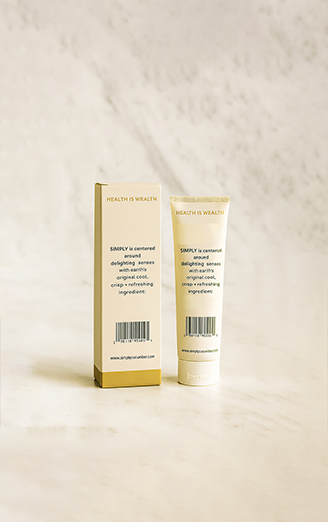 HEALTH IS WEALTH
SIMPLY is centered
around
delighting senses
with earth's
original cool,
crisp + refreshing
ingredient:
www.simplycucumber.com
HEALTH IS WEALTH
SIMPLY is centered
around
delighting senses
with earth's
original cool,
crisp + refreshing
ingredient:
www.simplycucumber.com